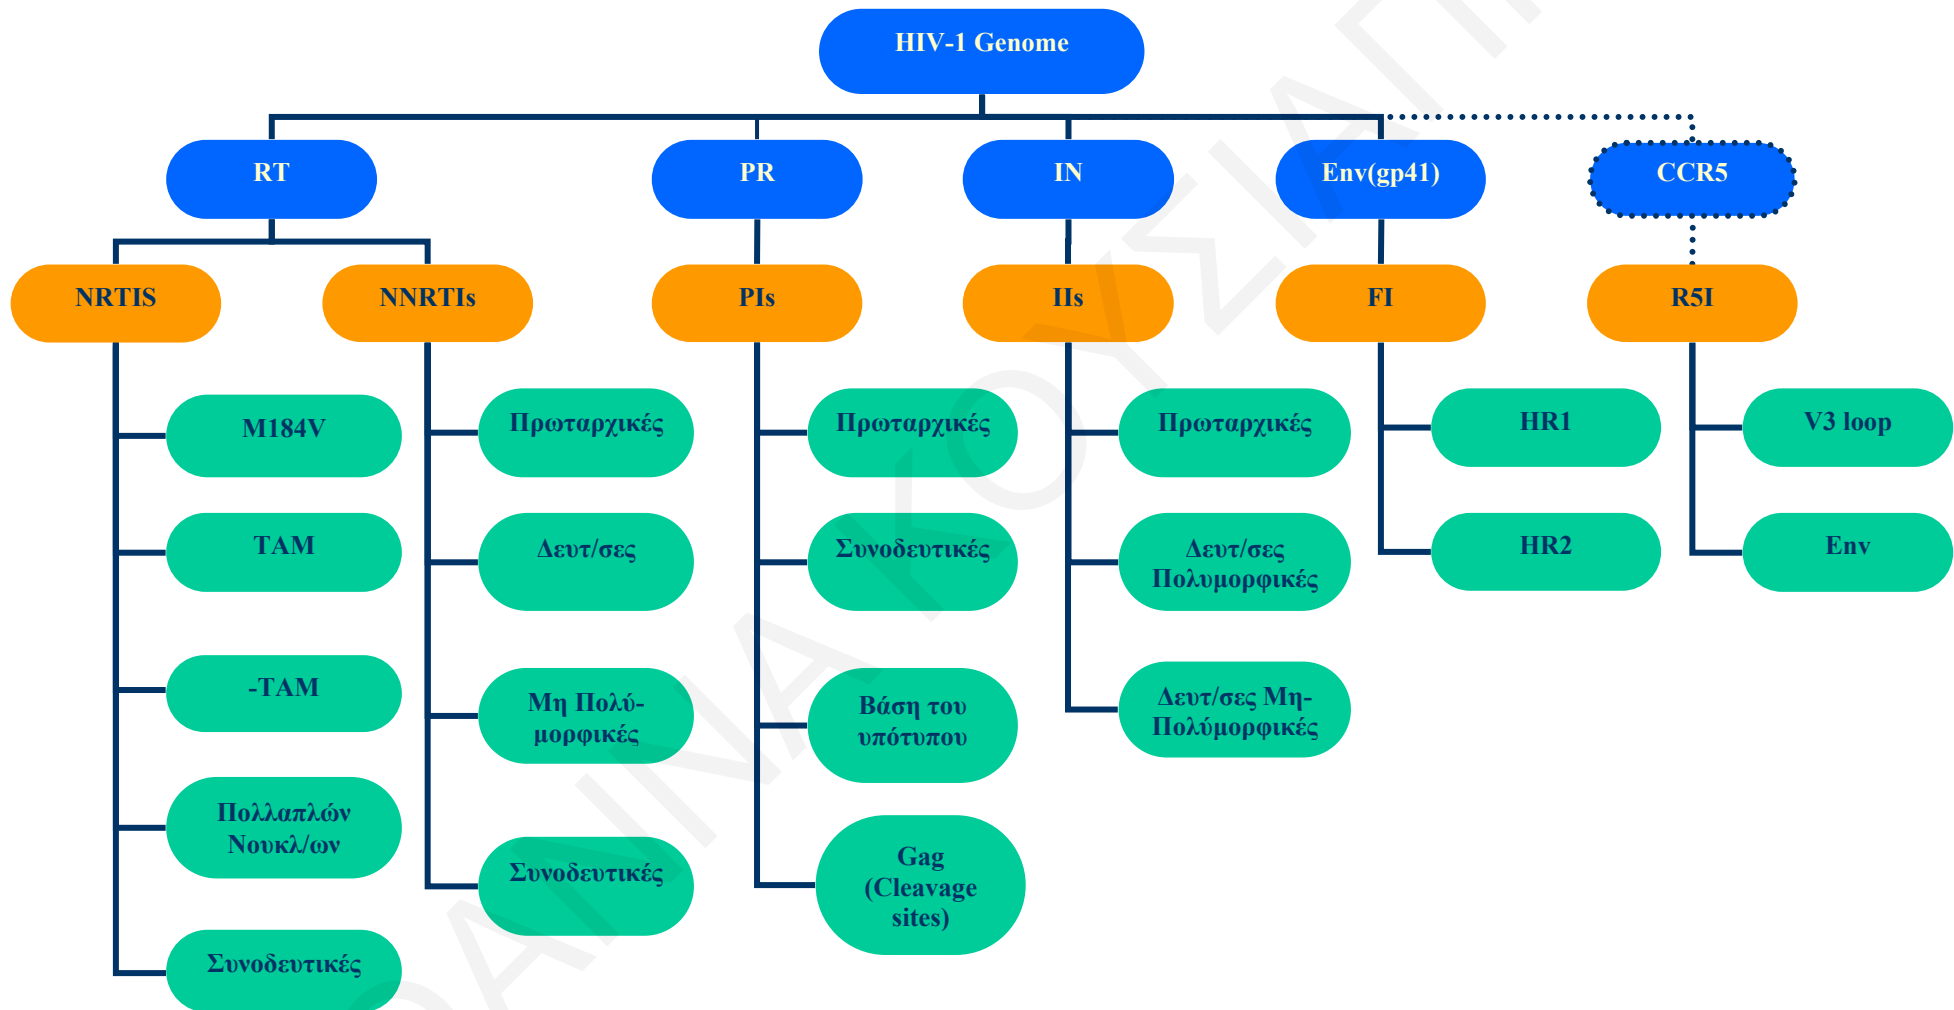 HIV-1 Genome
RT
PR
IN
Env(gp41)
CCR5
NRTIS
NNRTIs
PIs
IIs
FI
R5I
M184V
TAM
-TAM
Πολλαπλών
Νουκλ/ων
Συνοδευτικές
Πρωταρχικές
Δευτ/σες
Μη Πολύ-
μορφικές
Συνοδευτικές
Πρωταρχικές
Συνοδευτικές
Βάση του
υπότυπου
Gag
(Cleavage
sites)
Πρωταρχικές
Δευτ/σες
Πολυμορφικές
Δευτ/σες Μη-
Πολύμορφικές
HR1
HR2
V3 loop
Env